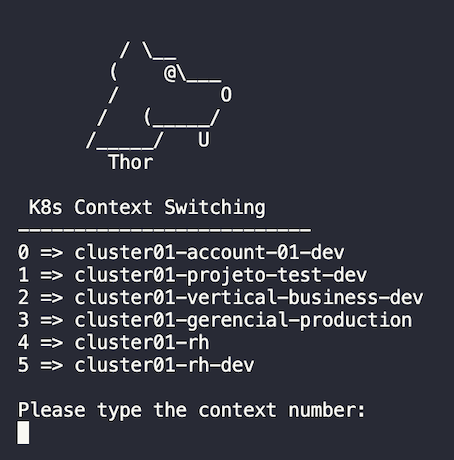 / \__
(    @\___
/         O
/   (_____/
/_____/   U
Thor
K8s Context Switching
--------------------------
0 => cluster01-account-01-dev
1 => cluster01-projeto-test-dev
2 => cluster01-vertical-business-dev
3 => cluster01-gerencial-production
4 => cluster01-rh
5 => cluster01-rh-dev
Please type the context number: